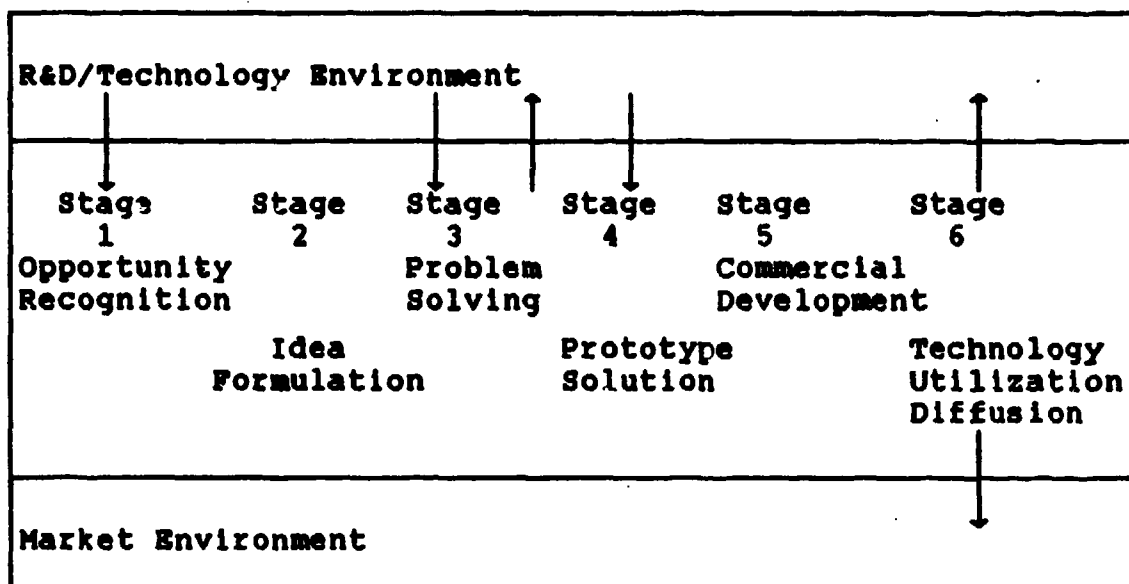 R&D/Technology Environment
Stage Stage Stage Stage Stage Stage
1 2 3 4 5 6
Opportunity Problem Commercial
Recognition Solving Development
Idea Prototype Technology
Formulation Solution Utilization
Diffusion
Market Environment